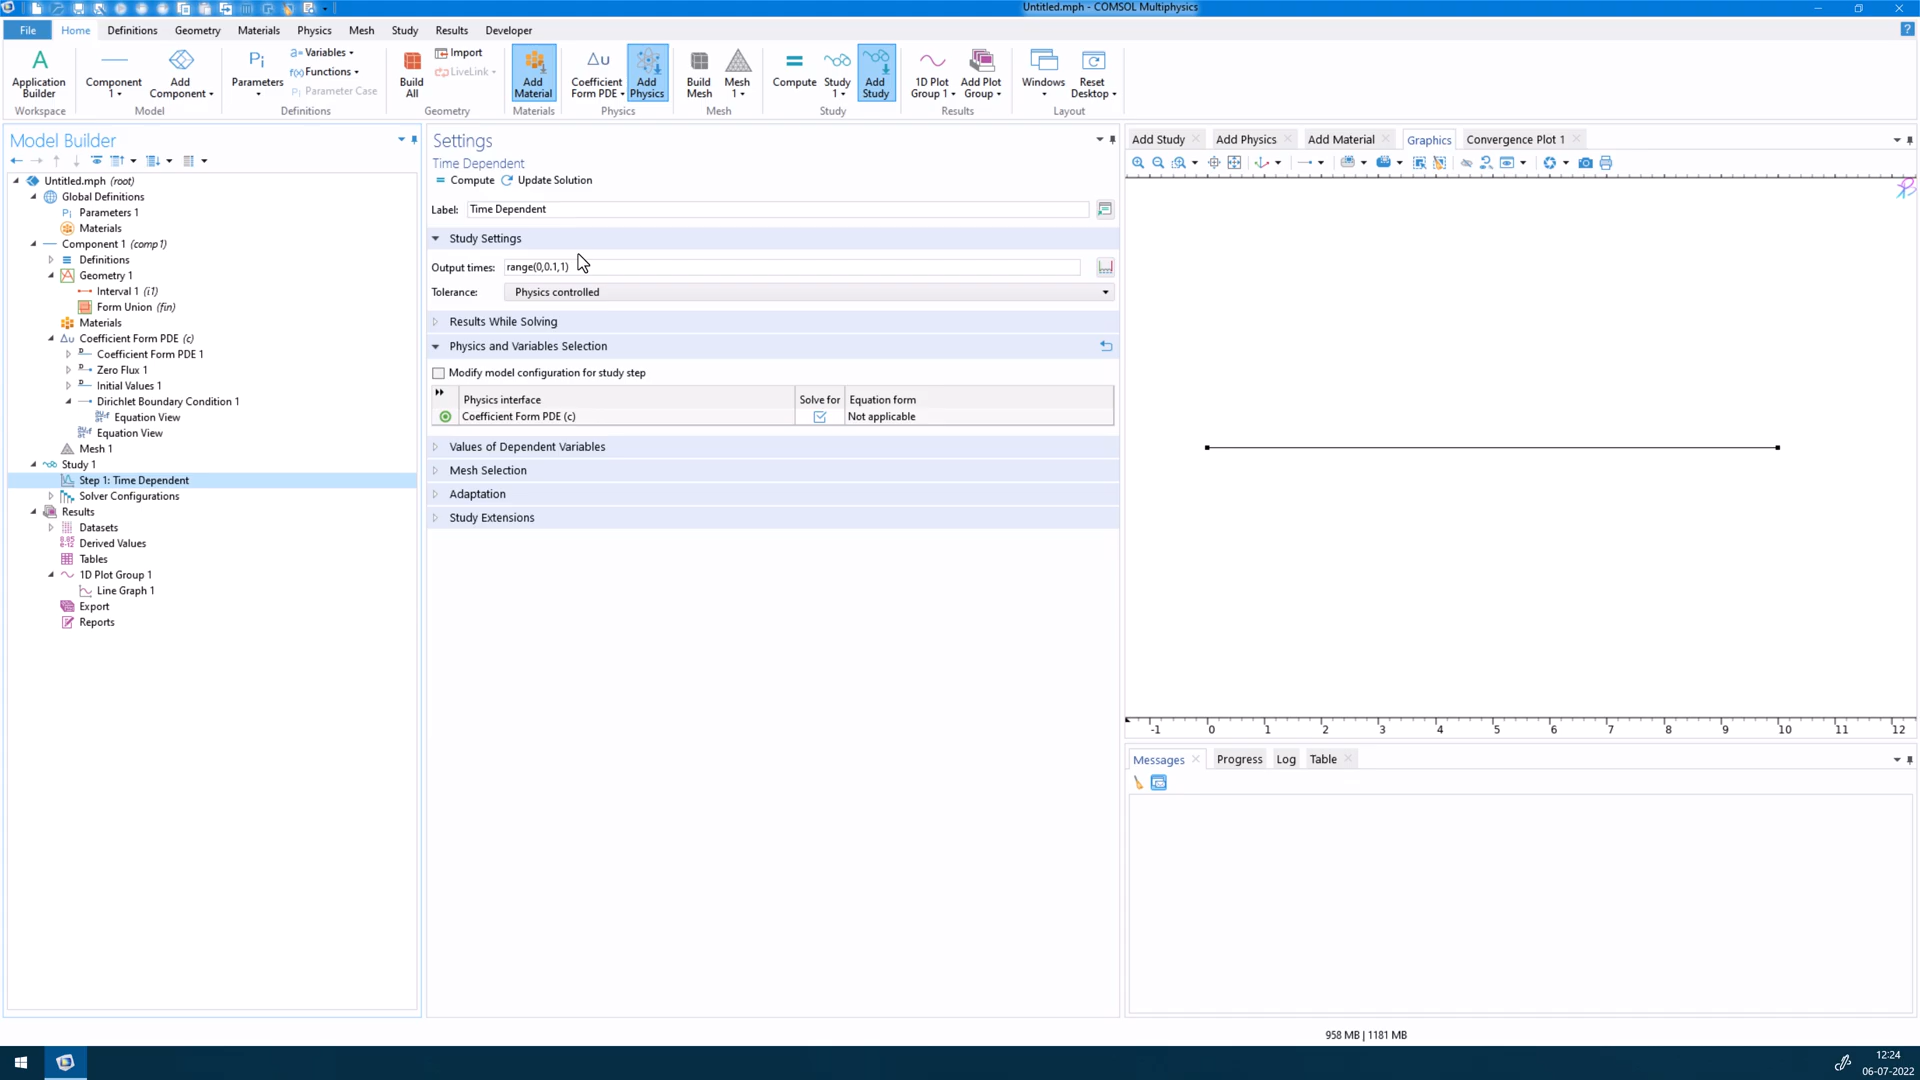 Untitled.mph - COMSOL Multiphysics
File Home Definitions Geometry Materials Physics Mesh Study Results Developer
Application Builder
Workspace
Component 1
Add Component
Model
Pi
Parameters
a= Variables
f(x) Functions
Pi Parameter Case
Definitions
Build All
Import
LiveLink
Geometry
Add Material
Materials
Δu
Coefficient Form PDE
Add Physics
Physics
Build Mesh
Mesh 1
Mesh
Compute
Study 1
Add Study
Study
1D Plot Group 1
Add Plot Group
Results
Windows
Reset Desktop
Layout
Model Builder
Untitled.mph (root)
Global Definitions
Pi Parameters 1
Materials
Component 1 (comp1)
Definitions
Geometry 1
Interval 1 (i1)
Form Union (fin)
Materials
Δu Coefficient Form PDE (c)
Coefficient Form PDE 1
Zero Flux 1
Initial Values 1
Dirichlet Boundary Condition 1
Equation View
Equation View
Mesh 1
Study 1
Step 1: Time Dependent
Solver Configurations
Results
Datasets
Derived Values
Tables
1D Plot Group 1
Line Graph 1
Export
Reports
Settings
Time Dependent
= Compute Update Solution
Label: Time Dependent
Study Settings
Output times: range(0,0.1,1)
Tolerance: Physics controlled
Results While Solving
Physics and Variables Selection
Modify model configuration for study step
Physics interface Solve for Equation form
Coefficient Form PDE (c) Not applicable
Values of Dependent Variables
Mesh Selection
Adaptation
Study Extensions
Add Study Add Physics Add Material Graphics Convergence Plot 1
-1 0 1 2 3 4 5 6 7 8 9 10 11 12
Messages Progress Log Table
958 MB | 1181 MB
12:24
06-07-2022